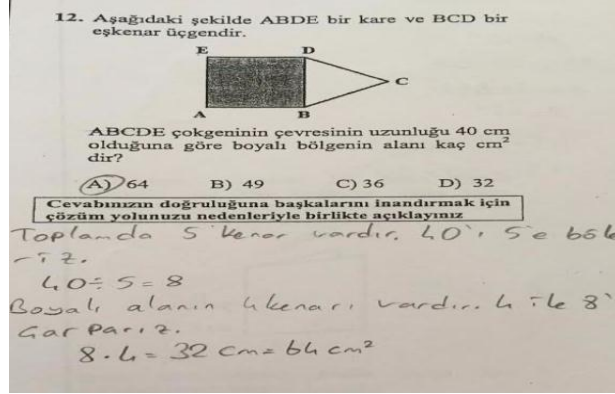 12. Aşağıdaki şekilde ABDE bir kare ve BCD bir
eşkenar üçgendir.
E D
C
A B
ABCDE çokgeninin çevresinin uzunluğu 40 cm
olduğuna göre boyalı bölgenin alanı kaç cm²
dir?
A) 64 B) 49 C) 36 D) 32
Cevabınızın doğruluğuna başkalarını inandırmak için
çözüm yolunuzu nedenleriyle birlikte açıklayınız
Toplamda 5 kenar vardır. 40'ı 5'e böle
-riz.
40÷5=8
Boyalı alanın 4 kenarı vardır. 4 ile 8'
Çarparız.
8.4= 32 cm= 64 cm²